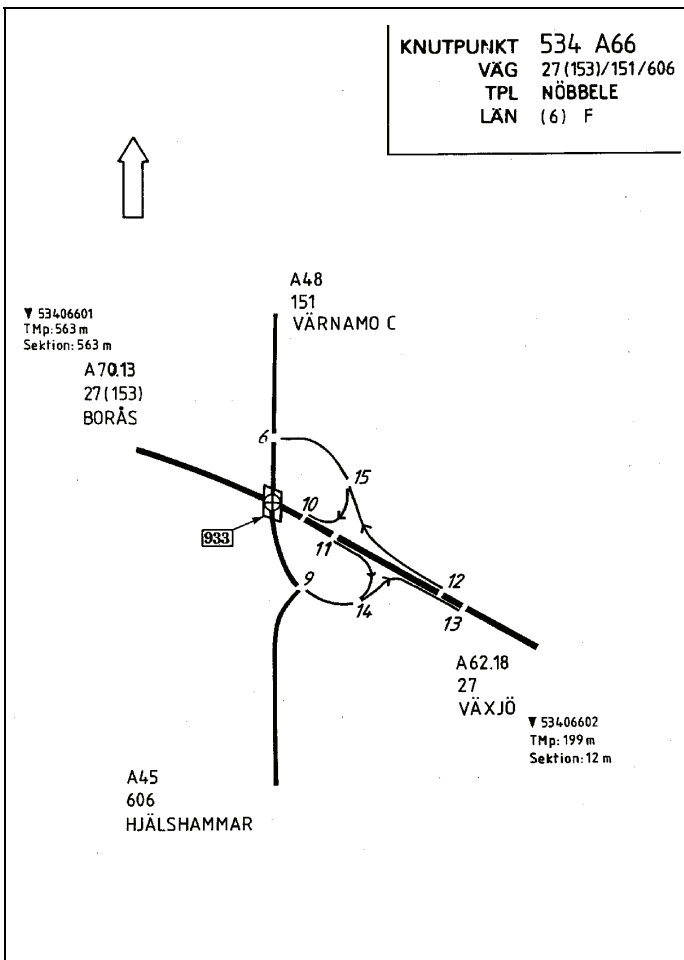 KNUTPUNKT 534 A66
VÄG 27(153)/151/606
TPL NÖBBELE
LÄN (6) F
A48
151
VÄRNAMO C
▼ 53406601
TMp: 563 m
Sektion: 563 m
A70.13
27(153)
BORÅS
6
15
10
933
11
9
12
14
13
A62.18
27
VÄXJÖ
▼ 53406602
TMp: 199 m
Sektion: 12 m
A45
606
HJÄLSHAMMAR